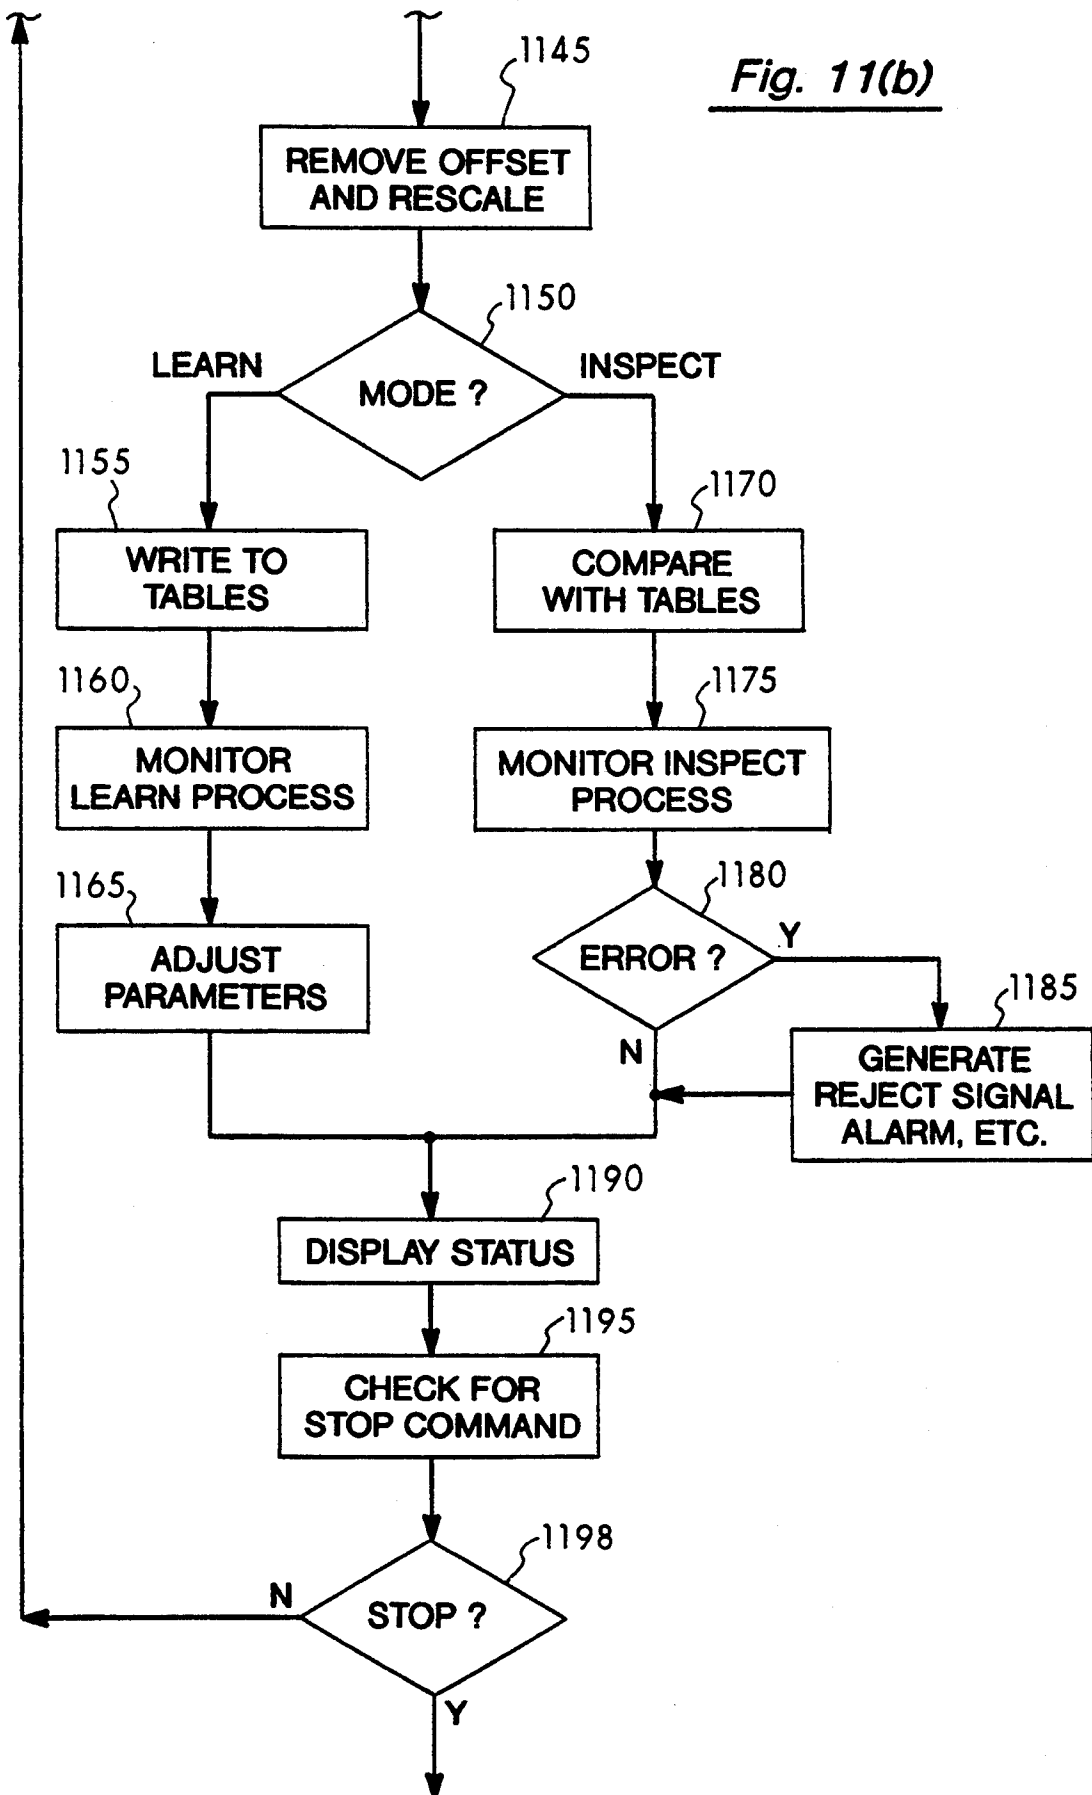 1145
Fig. 11(b)
REMOVE OFFSET
AND RESCALE
1150
LEARN
INSPECT
MODE ?
1155
1170
WRITE TO
TABLES
COMPARE
WITH TABLES
1160
1175
MONITOR
LEARN PROCESS
MONITOR INSPECT
PROCESS
1165
1180
ADJUST
PARAMETERS
ERROR ?
Y
1185
N
GENERATE
REJECT SIGNAL
ALARM, ETC.
1190
DISPLAY STATUS
1195
CHECK FOR
STOP COMMAND
1198
N
STOP ?
Y